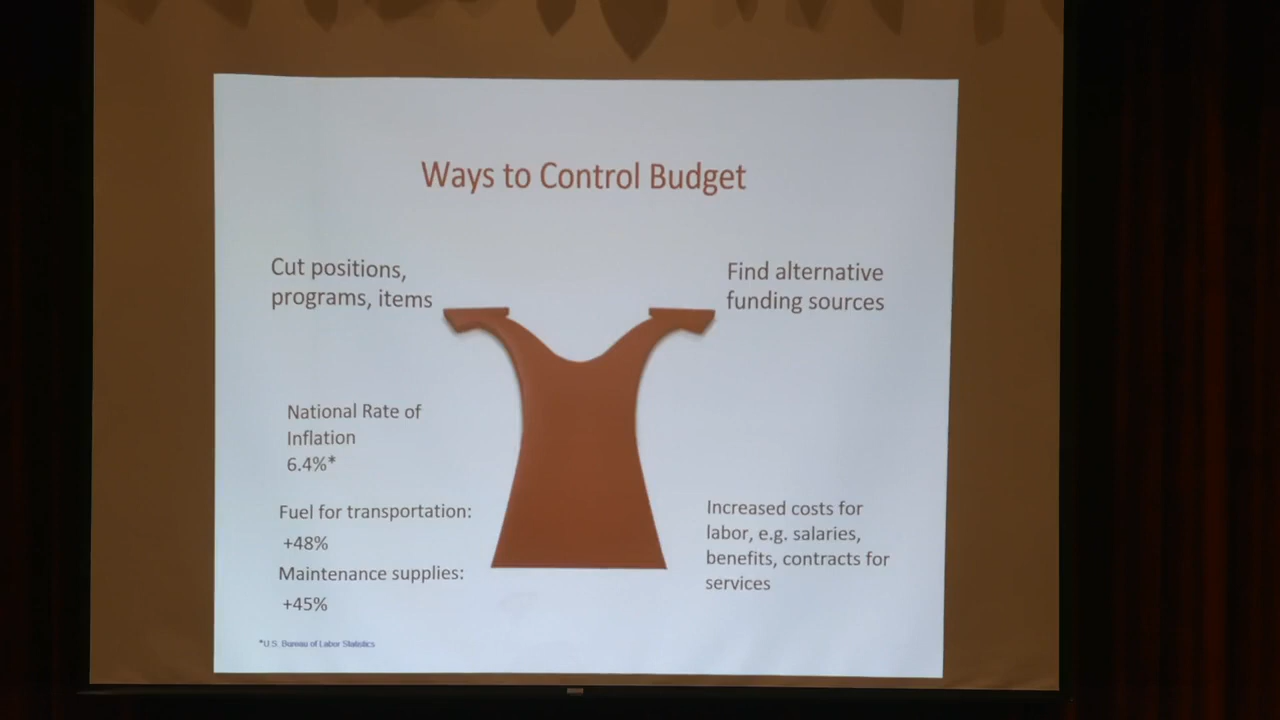 Ways to Control Budget
Cut positions,
programs, items
Find alternative
funding sources
National Rate of
Inflation
6.4%*
Fuel for transportation:
+48%
Maintenance supplies:
+45%
Increased costs for
labor, e.g. salaries,
benefits, contracts for
services
*U.S. Bureau of Labor Statistics